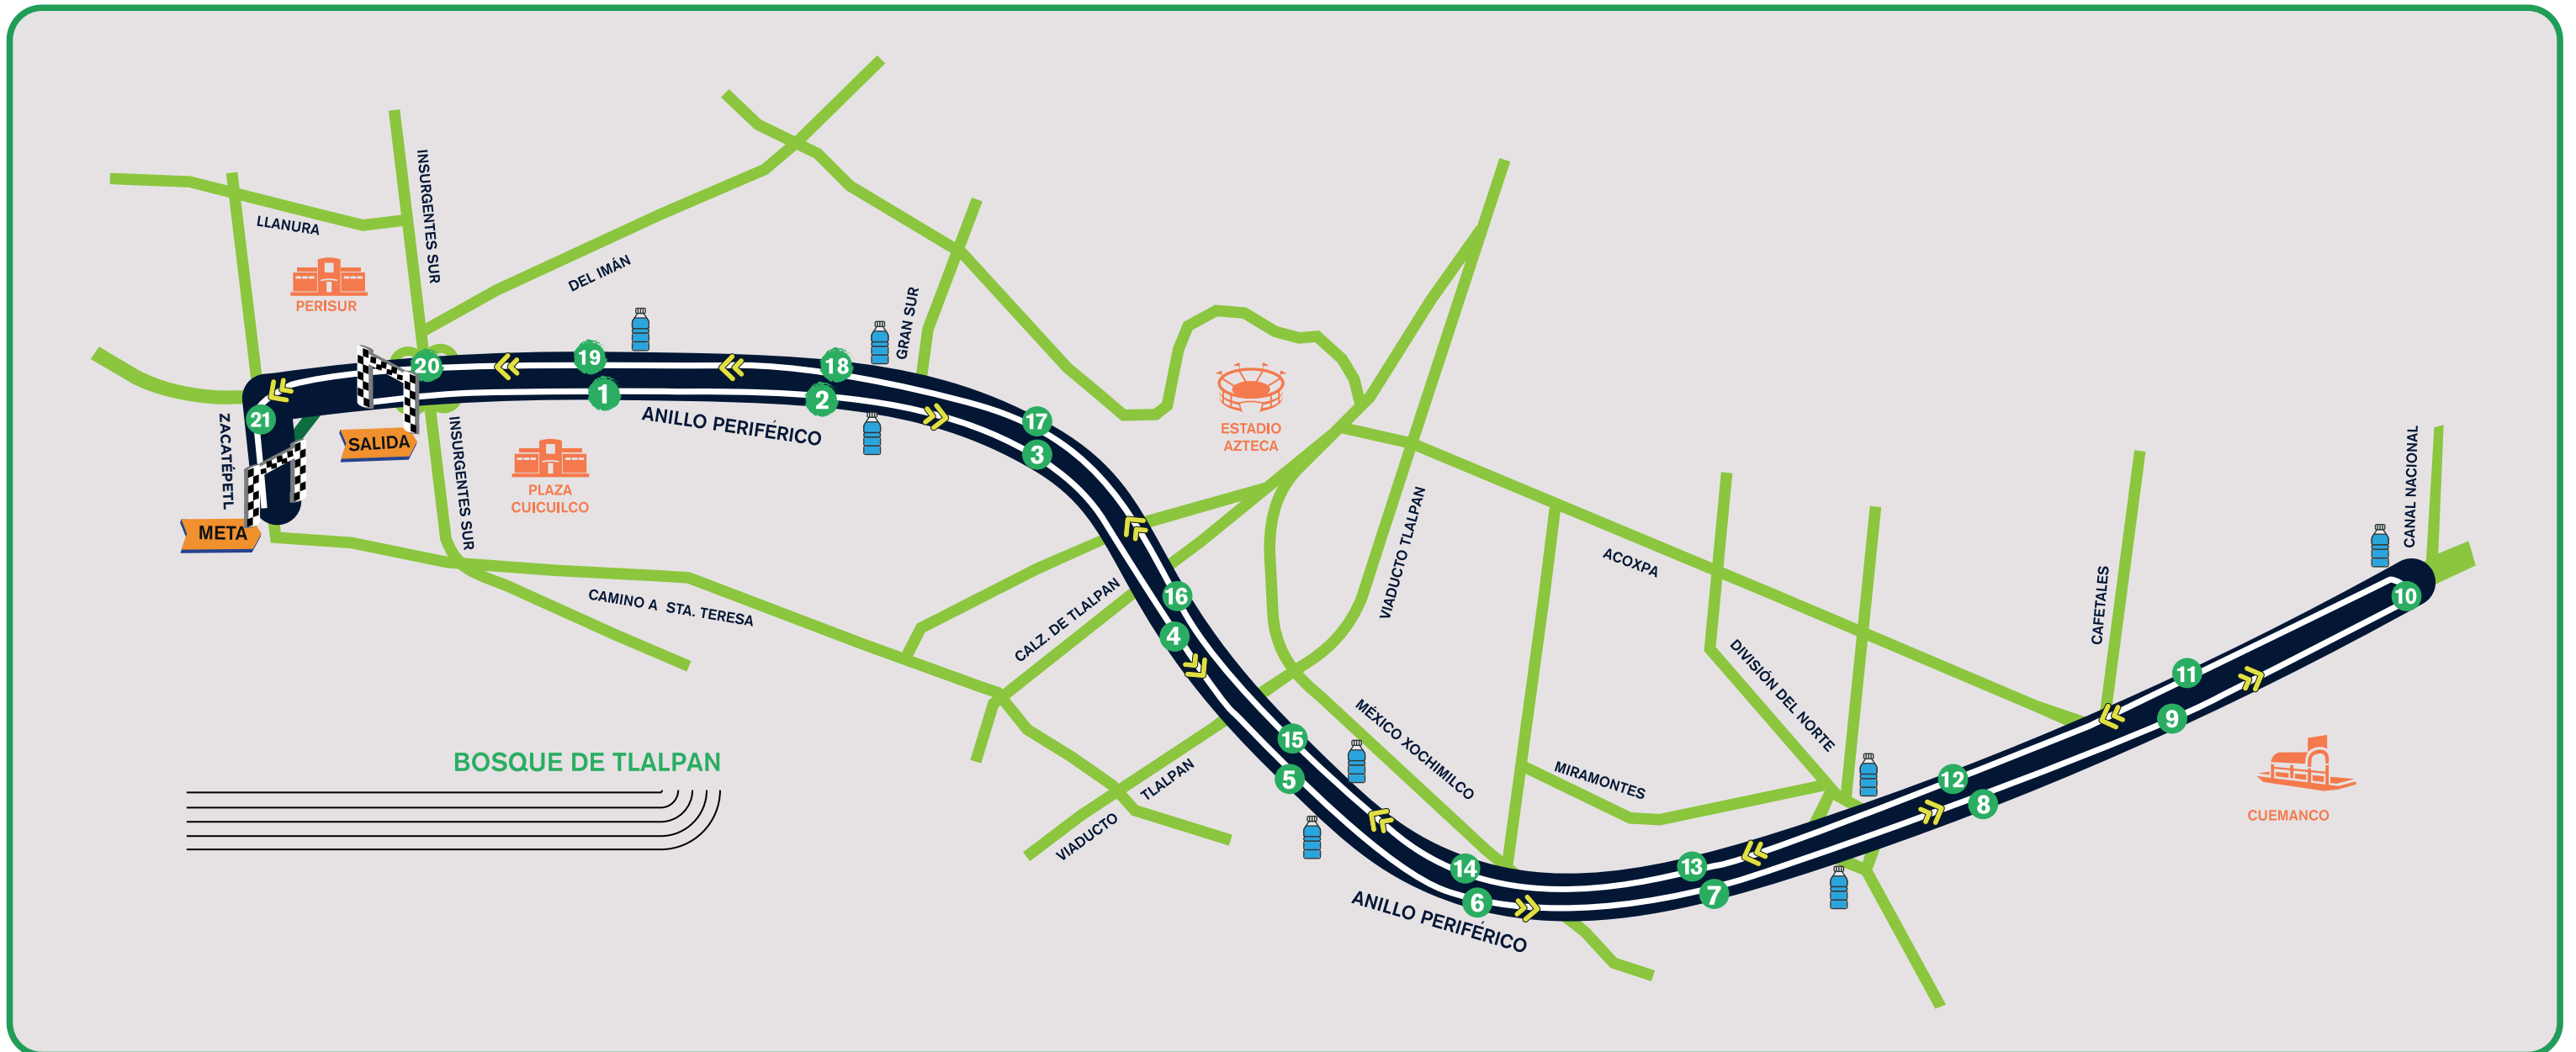 INSURGENTES SUR
LLANURA
PERISUR
DEL IMÁN
GRAN SUR
20
19
18
17
21
1
2
3
ZACATÉPETL
SALIDA
META
INSURGENTES SUR
ANILLO PERIFÉRICO
PLAZA
CUICUILCO
ESTADIO
AZTECA
CAMINO A STA. TERESA
CALZ. DE TLALPAN
VIADUCTO TLALPAN
ACOXPA
CAFETALES
CANAL NACIONAL
16
4
10
11
9
BOSQUE DE TLALPAN
15
5
VIADUCTO
TLALPAN
MÉXICO XOCHIMILCO
DIVISIÓN DEL NORTE
MIRAMONTES
12
8
CUEMANCO
14
6
13
7
ANILLO PERIFÉRICO